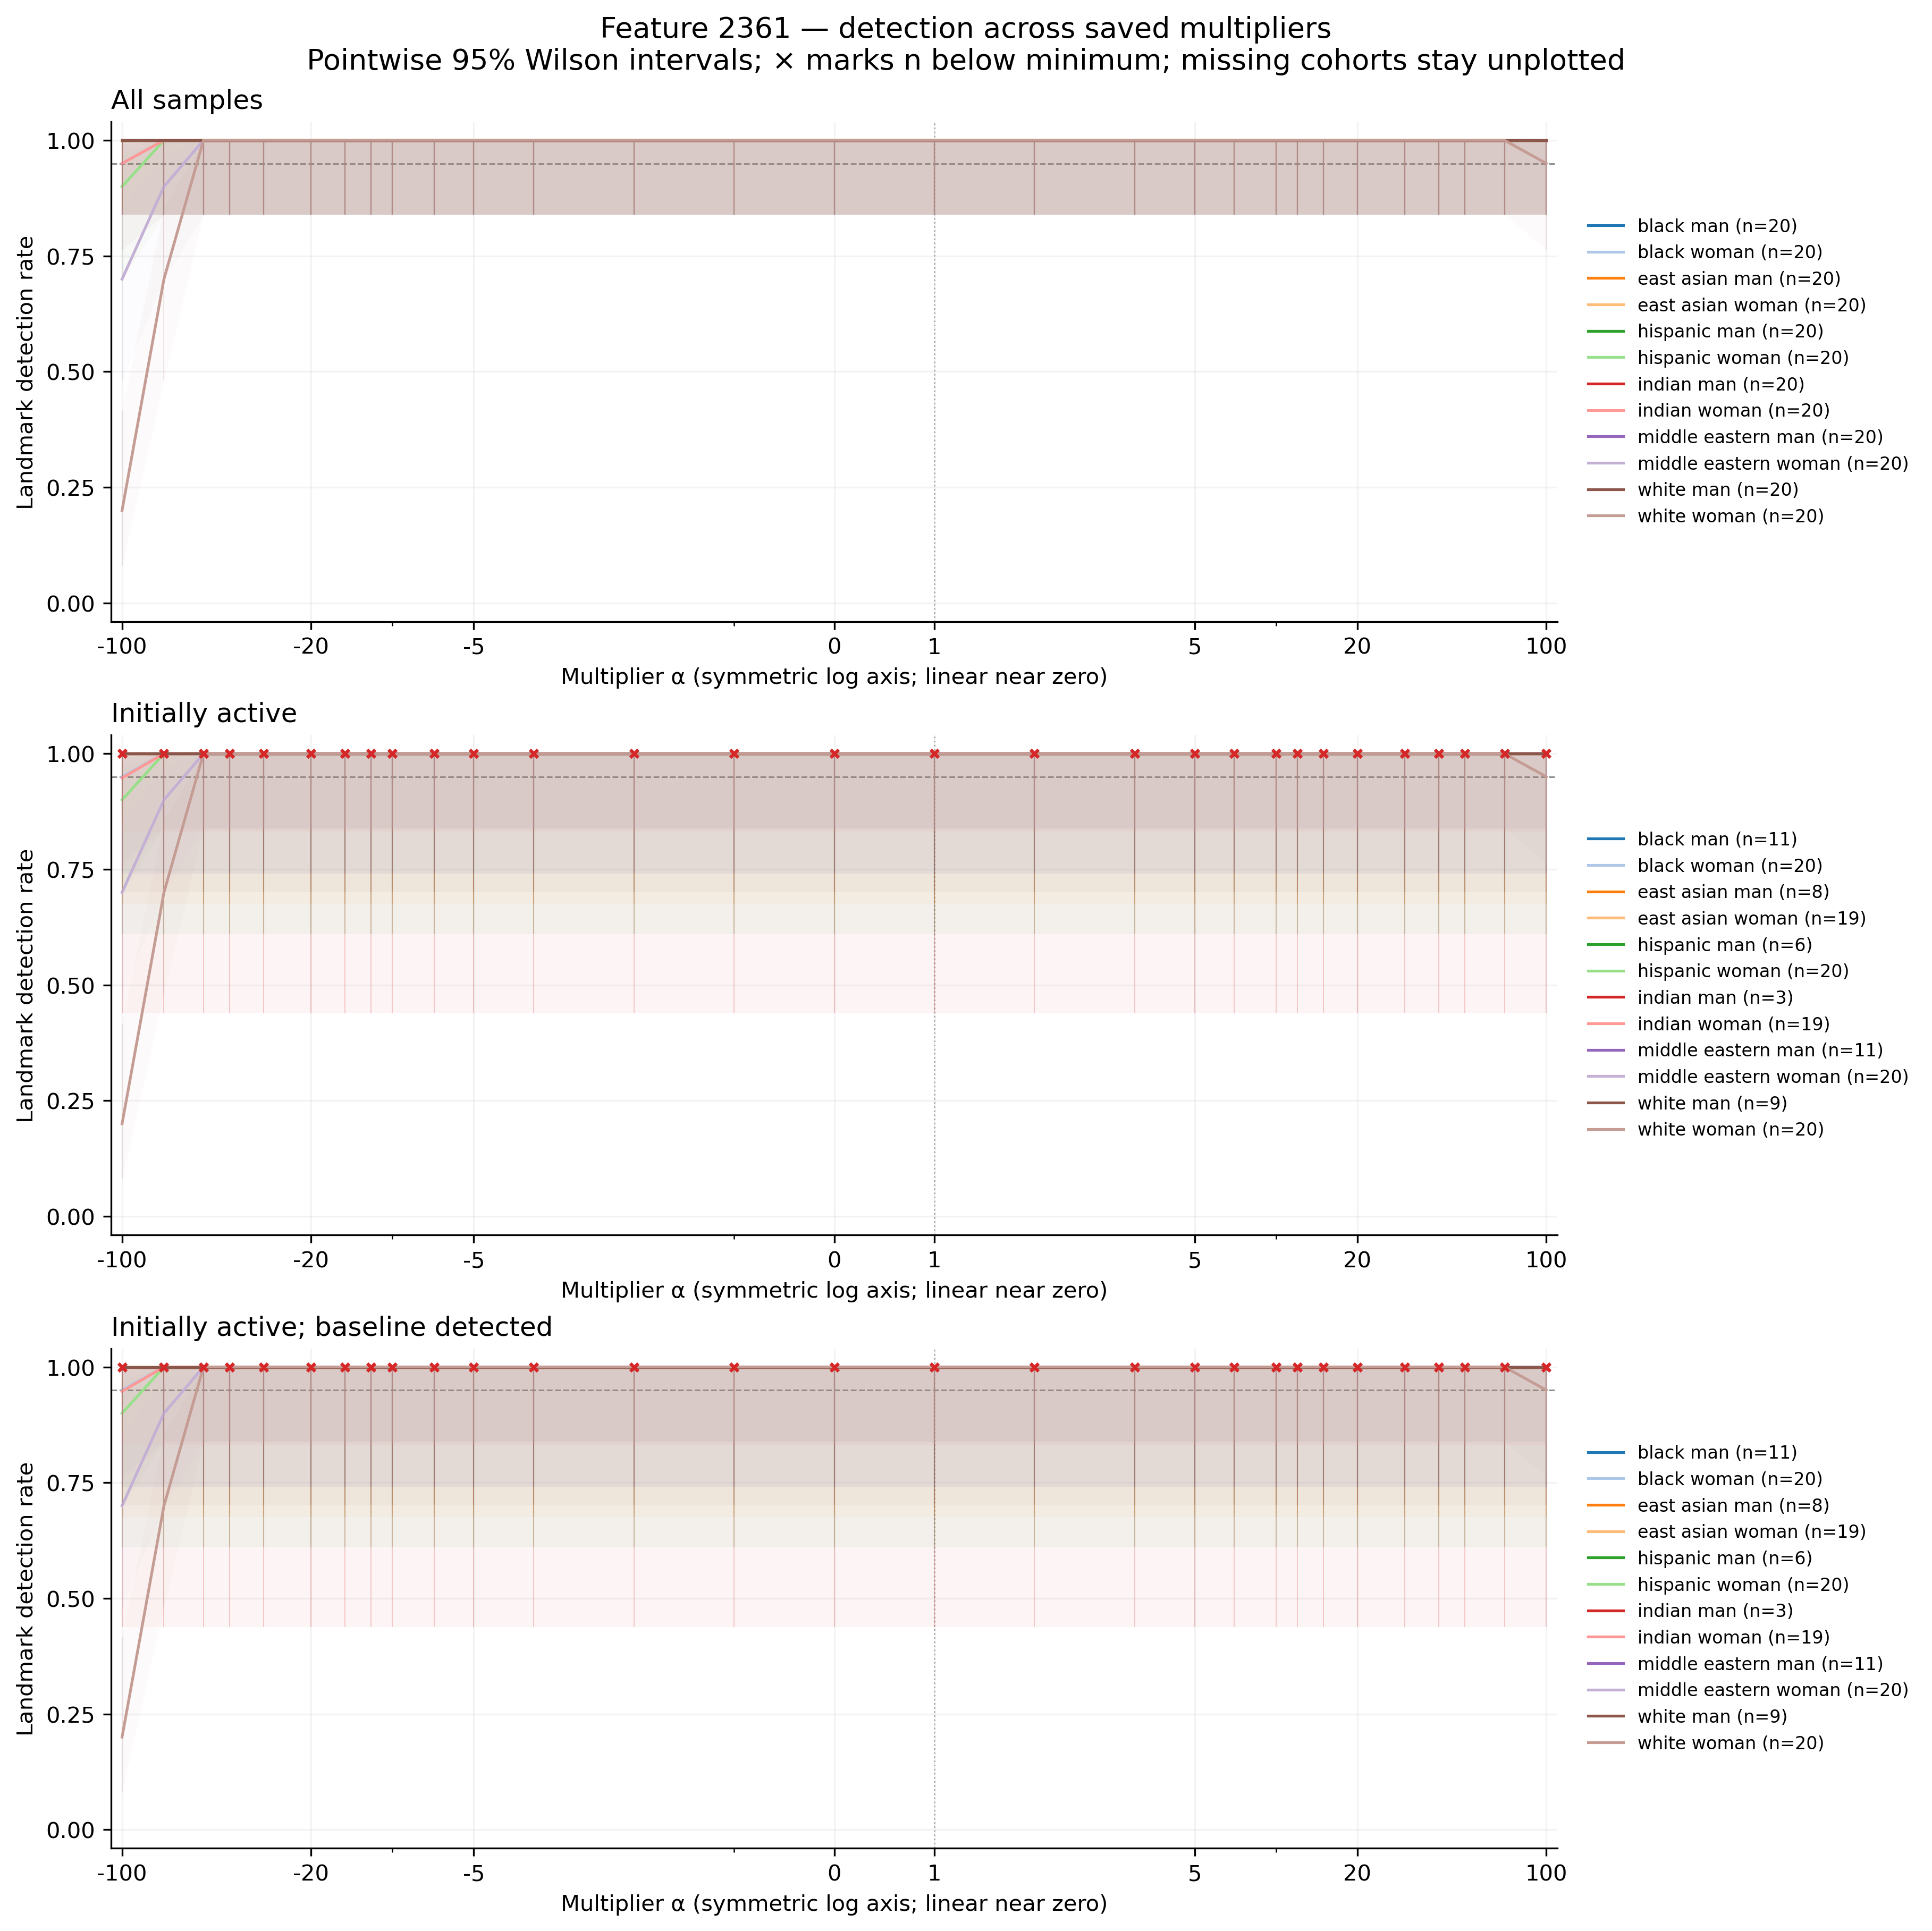 Feature 2361 — detection across saved multipliers
Pointwise 95% Wilson intervals; × marks n below minimum; missing cohorts stay unplotted
All samples
Landmark detection rate
1.00
0.75
0.50
0.25
0.00
-100 -20 -5 0 1 5 20 100
Multiplier α (symmetric log axis; linear near zero)
black man (n=20)
black woman (n=20)
east asian man (n=20)
east asian woman (n=20)
hispanic man (n=20)
hispanic woman (n=20)
indian man (n=20)
indian woman (n=20)
middle eastern man (n=20)
middle eastern woman (n=20)
white man (n=20)
white woman (n=20)
Initially active
Landmark detection rate
1.00
0.75
0.50
0.25
0.00
-100 -20 -5 0 1 5 20 100
Multiplier α (symmetric log axis; linear near zero)
black man (n=11)
black woman (n=20)
east asian man (n=8)
east asian woman (n=19)
hispanic man (n=6)
hispanic woman (n=20)
indian man (n=3)
indian woman (n=19)
middle eastern man (n=11)
middle eastern woman (n=20)
white man (n=9)
white woman (n=20)
Initially active; baseline detected
Landmark detection rate
1.00
0.75
0.50
0.25
0.00
-100 -20 -5 0 1 5 20 100
Multiplier α (symmetric log axis; linear near zero)
black man (n=11)
black woman (n=20)
east asian man (n=8)
east asian woman (n=19)
hispanic man (n=6)
hispanic woman (n=20)
indian man (n=3)
indian woman (n=19)
middle eastern man (n=11)
middle eastern woman (n=20)
white man (n=9)
white woman (n=20)